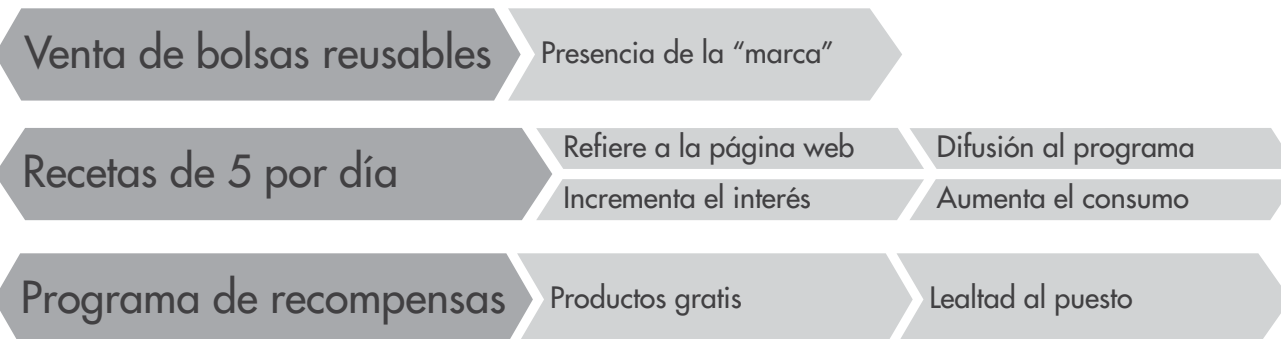 Venta de bolsas reusables
Presencia de la “marca”
Recetas de 5 por día
Refiere a la página web
Difusión al programa
Incrementa el interés
Aumenta el consumo
Programa de recompensas
Productos gratis
Lealtad al puesto